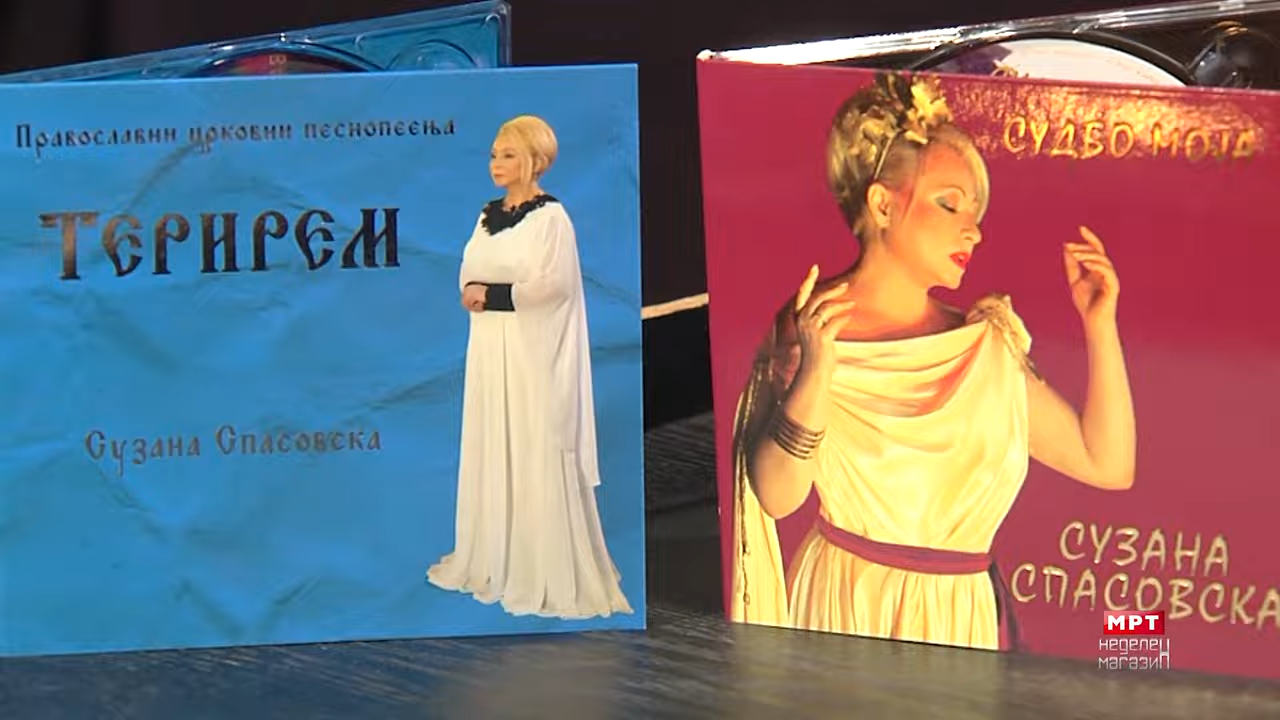 Православни црковни песнопеења
ТЕРИРЕМ
Сузана Спасовска
СУДБО МОЈА
СУЗАНА
СПАСОВСКА
МРТ
неделен
магазин